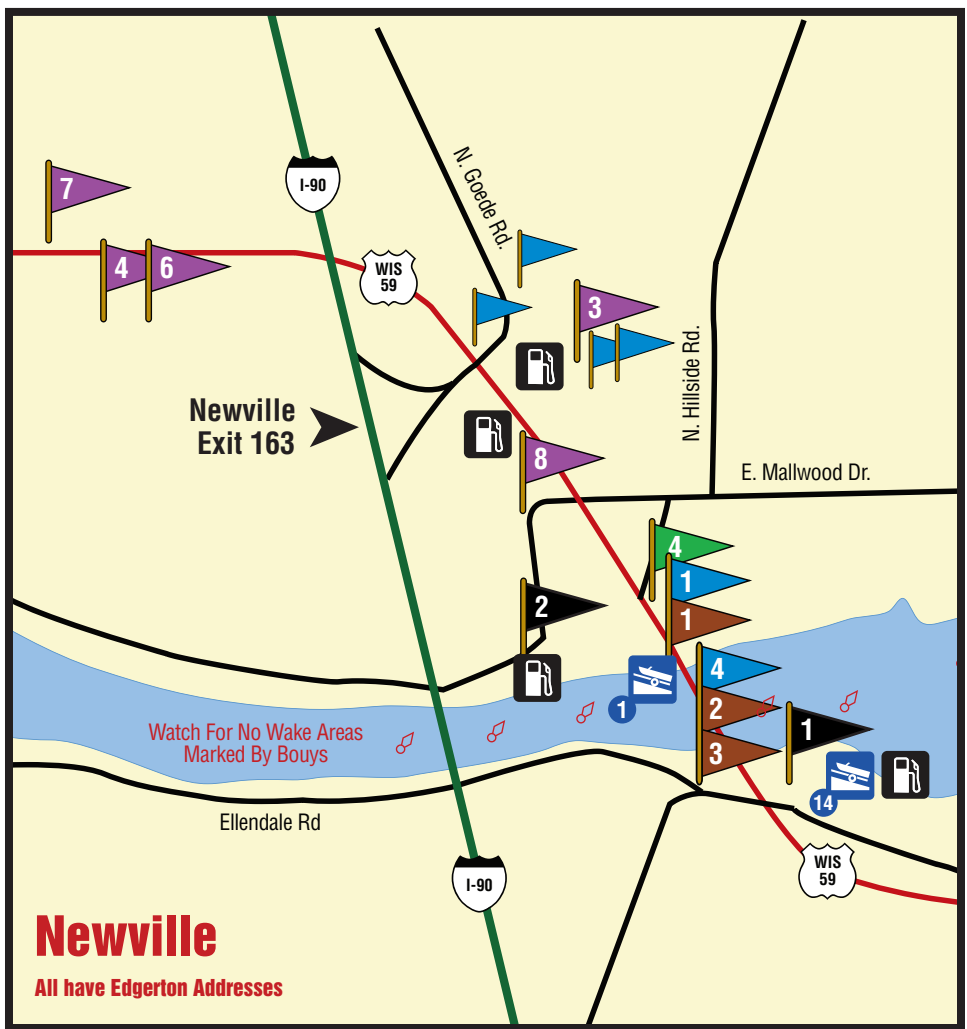 7
I-90
N. Goede Rd.
4
6
WIS
59
3
N. Hillside Rd.
Newville
Exit 163
8
E. Mallwood Dr.
4
1
2
1
4
1
2
1
Watch For No Wake Areas
Marked By Bouys
3
14
Ellendale Rd
WIS
59
I-90
Newville
All have Edgerton Addresses